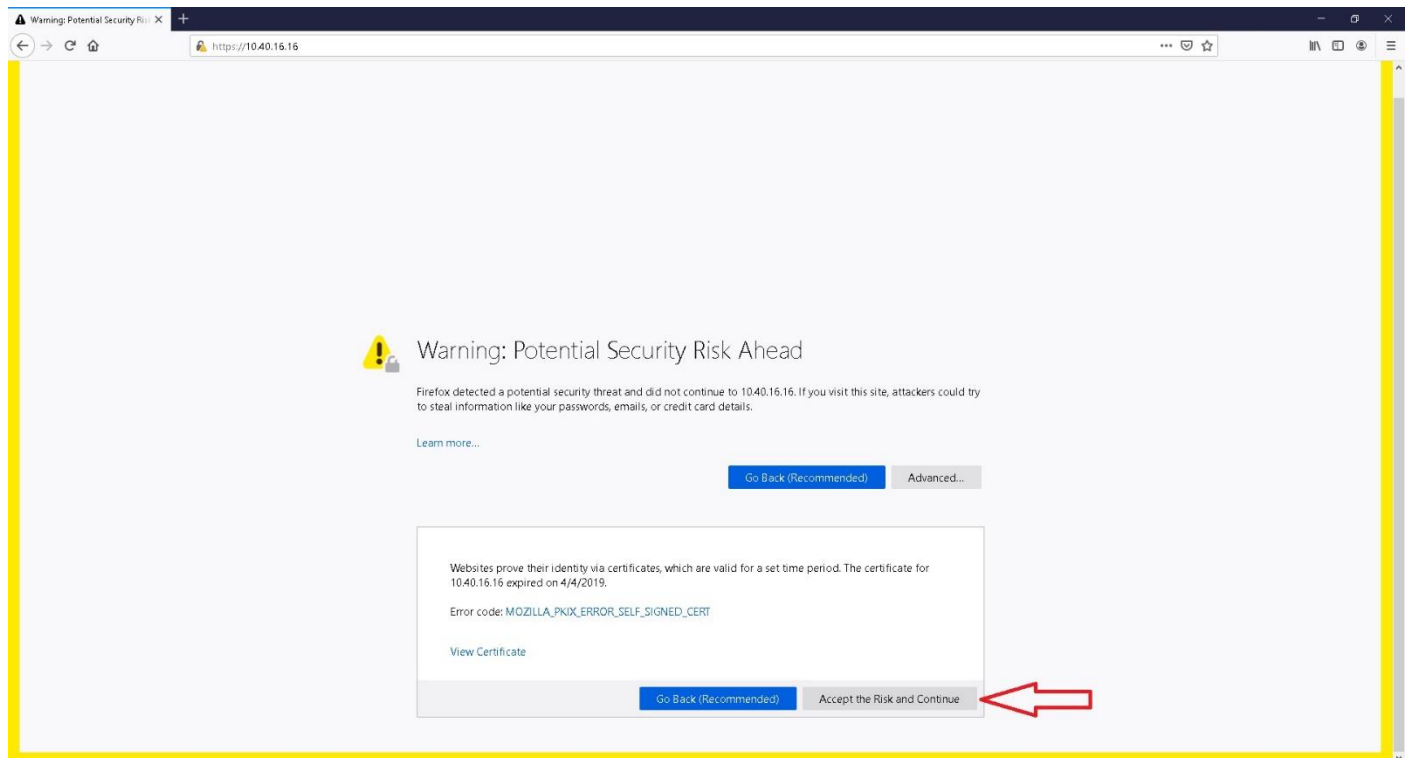 Warning: Potential Security Ris
https://10.40.16.16
Warning: Potential Security Risk Ahead
Firefox detected a potential security threat and did not continue to 10.40.16.16. If you visit this site, attackers could try
to steal information like your passwords, emails, or credit card details.
Learn more...
Go Back (Recommended) Advanced...
Websites prove their identity via certificates, which are valid for a set time period. The certificate for
10.40.16.16 expired on 4/4/2019.
Error code: MOZILLA_PKIX_ERROR_SELF_SIGNED_CERT
View Certificate
Go Back (Recommended) Accept the Risk and Continue